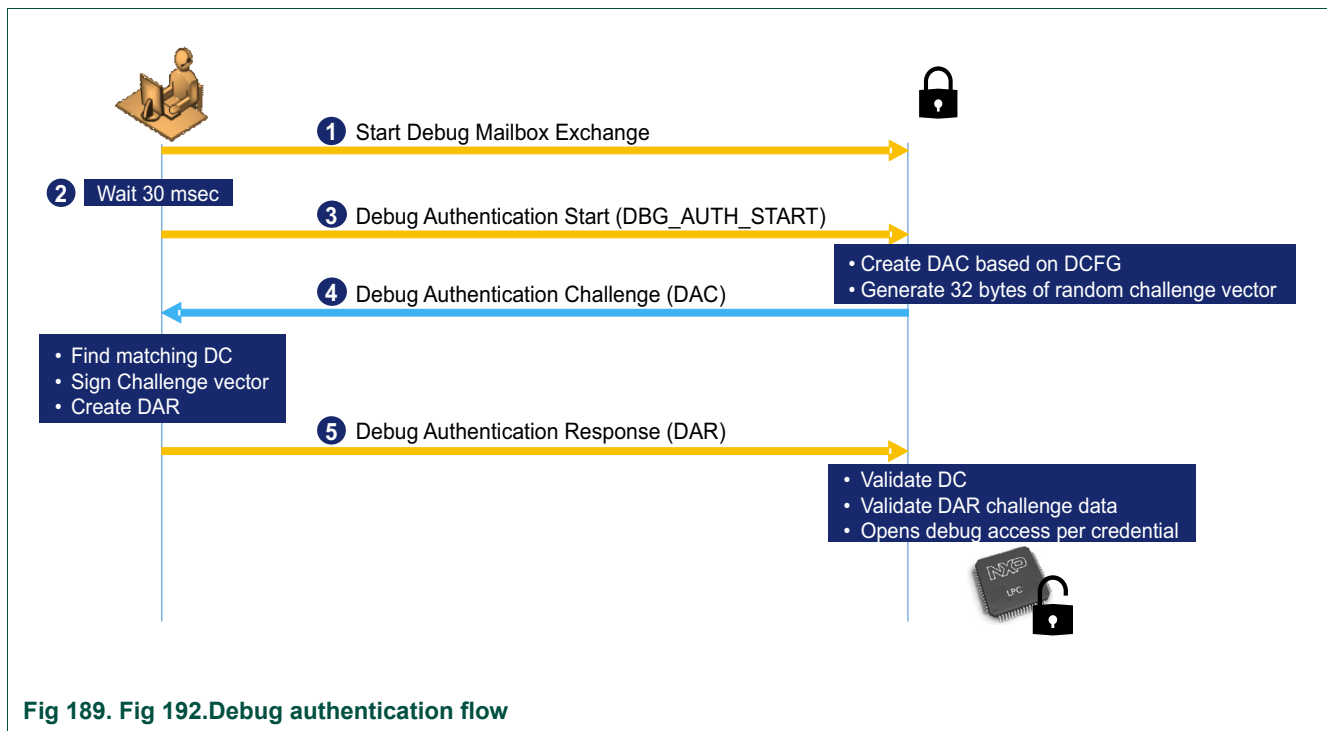 1 Start Debug Mailbox Exchange
2 Wait 30 msec
3 Debug Authentication Start (DBG_AUTH_START)
• Create DAC based on DCFG
• Generate 32 bytes of random challenge vector
4 Debug Authentication Challenge (DAC)
• Find matching DC
• Sign Challenge vector
• Create DAR
5 Debug Authentication Response (DAR)
• Validate DC
• Validate DAR challenge data
• Opens debug access per credential
NXP
LPC
Fig 189. Fig 192.Debug authentication flow